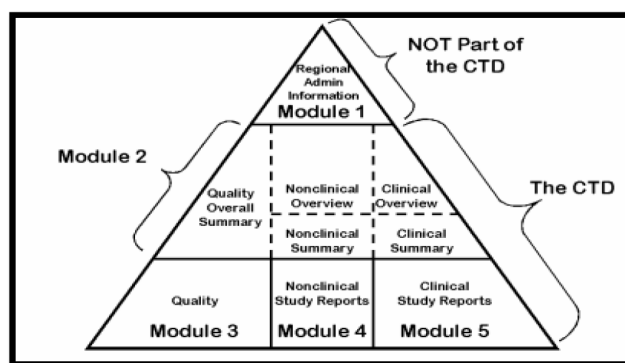 NOT Part of
the CTD
Regional
Admin
Information
Module 1
Module 2
The CTD
Quality
Overall
Summary
Nonclinical
Overview
Clinical
Overview
Nonclinical
Summary
Clinical
Summary
Quality
Module 3
Nonclinical
Study Reports
Module 4
Clinical
Study Reports
Module 5